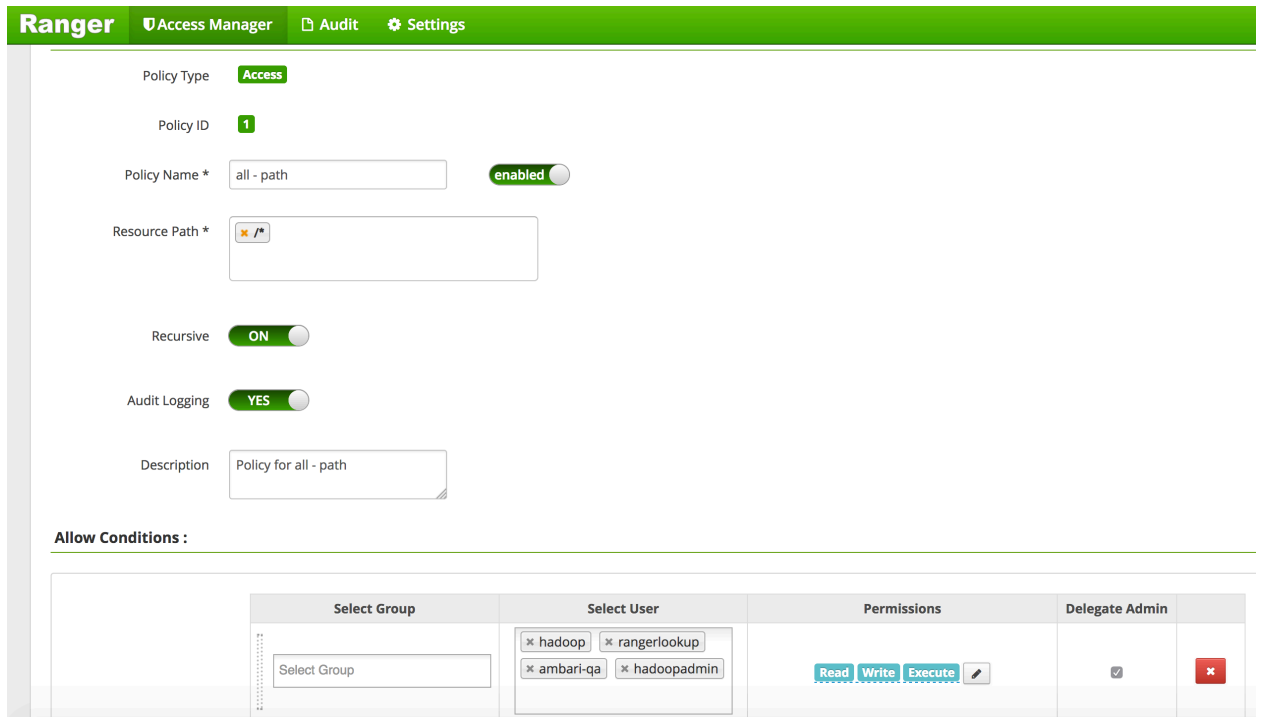 Ranger Access Manager Audit Settings
Policy Type Access
Policy ID 1
Policy Name * all - path enabled
Resource Path * × /*
Recursive ON
Audit Logging YES
Description Policy for all - path
Allow Conditions :
Select Group Select User Permissions Delegate Admin
× hadoop × rangerlookup
Select Group × ambari-qa × hadoopadmin Read Write Execute